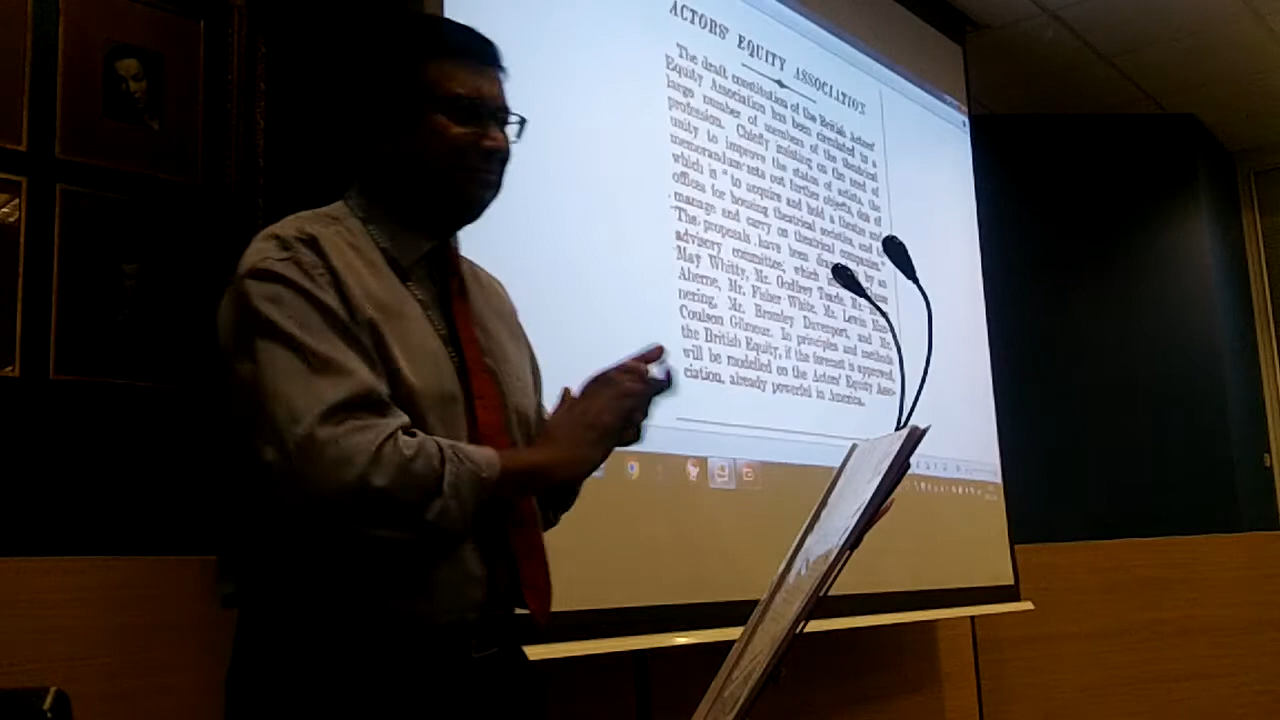 ACTORS' EQUITY ASSOCIATION
The draft constitution of the British Actors'
Equity Association has been circulated to a
large number of members of the theatrical
profession. Chiefly insisting on the need of
unity to improve the status of artists, the
memorandum sets out further objects, one of
which is "to acquire and hold a theatre and
offices for housing theatrical societies, and to
manage and carry on theatrical companies."
The proposals have been by an
advisory committee, which
May Whitty, Mr. Godfrey Tearle, Mr.
Aherne, Mr. Fisher White, Mr. Lewis
nering, Mr. Bromley Davenport, and Mr.
Coulson Gilmour. In principles and methods
the British Equity, if the forecast is approved,
will be modelled on the Actors' Equity Asso-
ciation, already powerful in America.